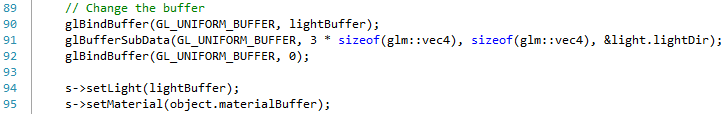 89 // Change the buffer
90 glBindBuffer(GL_UNIFORM_BUFFER, lightBuffer);
91 glBufferSubData(GL_UNIFORM_BUFFER, 3 * sizeof(glm::vec4), sizeof(glm::vec4), &light.lightDir);
92 glBindBuffer(GL_UNIFORM_BUFFER, 0);
93
94 s->setLight(lightBuffer);
95 s->setMaterial(object.materialBuffer);